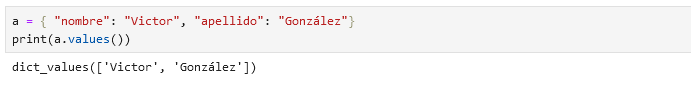 a = { "nombre": "Victor", "apellido": "González"}
print(a.values())
dict_values(['Victor', 'González'])